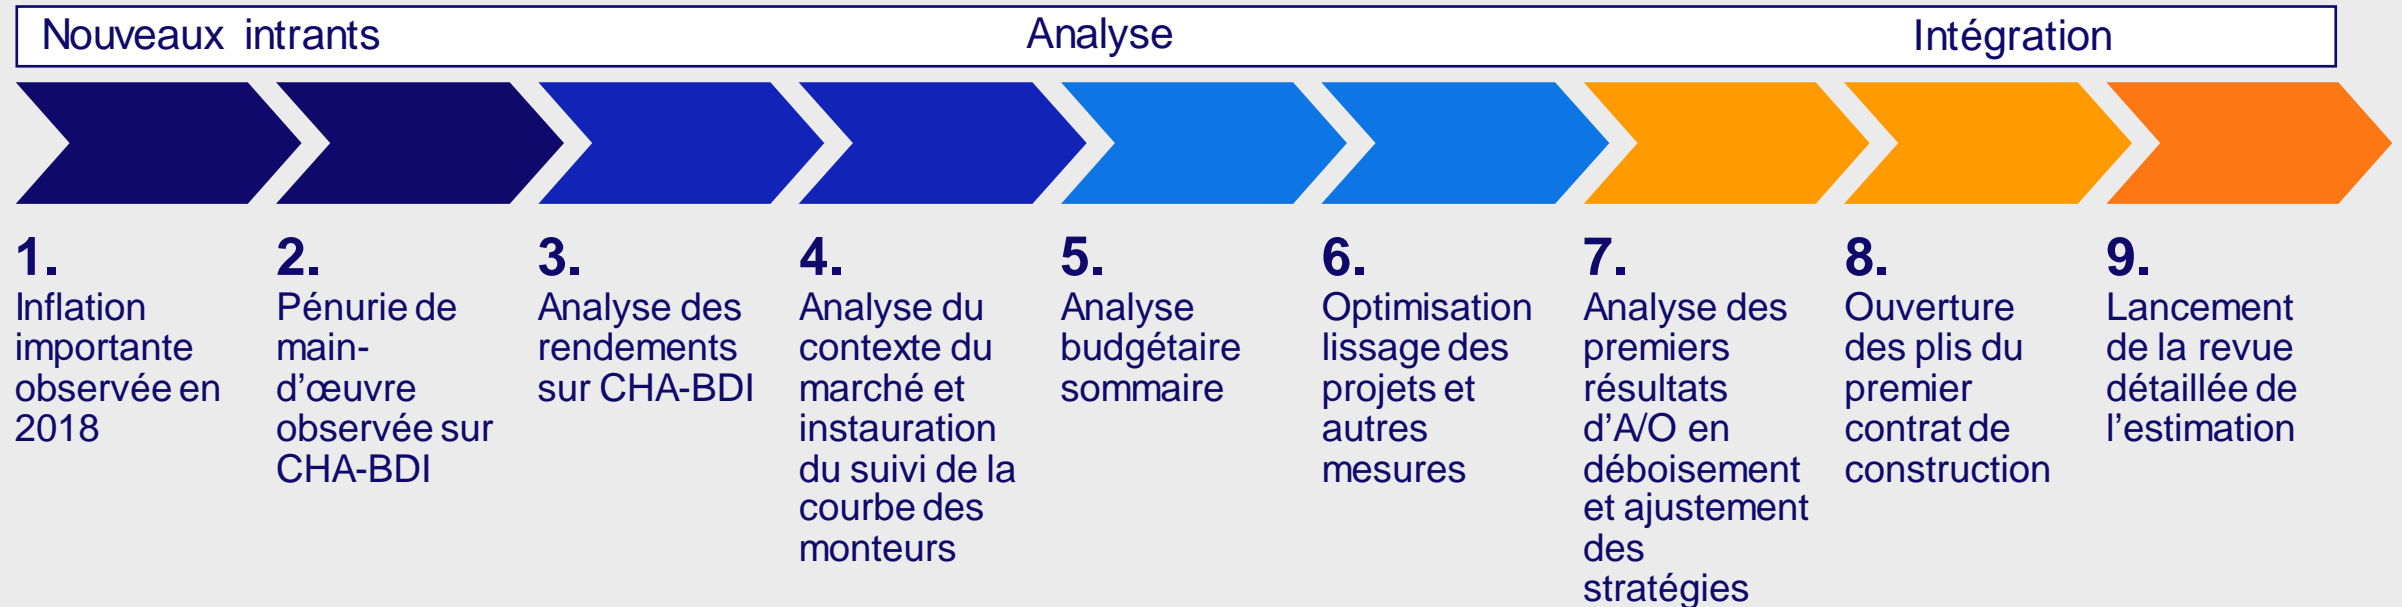 Nouveaux intrants
Analyse
Intégration
1.
Inflation
importante
observée en
2018
2.
Pénurie de
main-
d’œuvre
observée sur
CHA-BDI
3.
Analyse des
rendements
sur CHA-BDI
4.
Analyse du
contexte du
marché et
instauration
du suivi de la
courbe des
monteurs
5.
Analyse
budgétaire
sommaire
6.
Optimisation
lissage des
projets et
autres
mesures
7.
Analyse des
premiers
résultats
d’A/O en
déboisement
et ajustement
des
stratégies
8.
Ouverture
des plis du
premier
contrat de
construction
9.
Lancement
de la revue
détaillée de
l’estimation